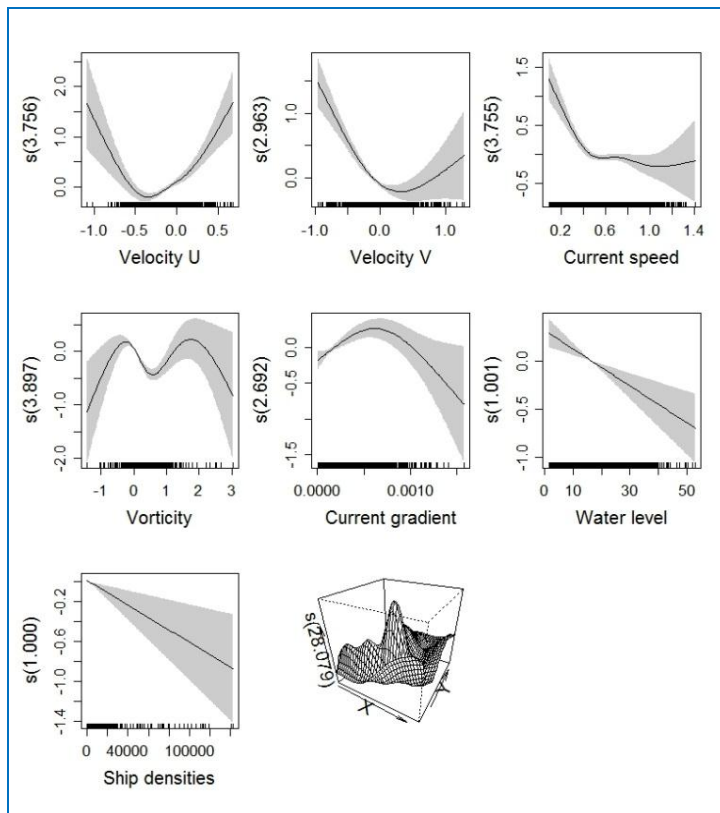 s(3.756)
0.0 1.0 2.0
-1.0 -0.5 0.0 0.5
Velocity U
s(2.963)
0.0 1.0
-1.0 0.0 1.0
Velocity V
s(3.755)
-0.5 0.5 1.5
0.2 0.6 1.0 1.4
Current speed
s(3.897)
-2.0 -1.0 0.0
-1 0 1 2 3
Vorticity
s(2.692)
-1.5 -0.5 0.0
0.0000 0.0010
Current gradient
s(1.001)
-1.0 -0.5 0.0
0 10 30 50
Water level
s(1.000)
-1.4 -1.0 -0.6 -0.2
0 40000 100000
Ship densities
s(28.079)
X
Y